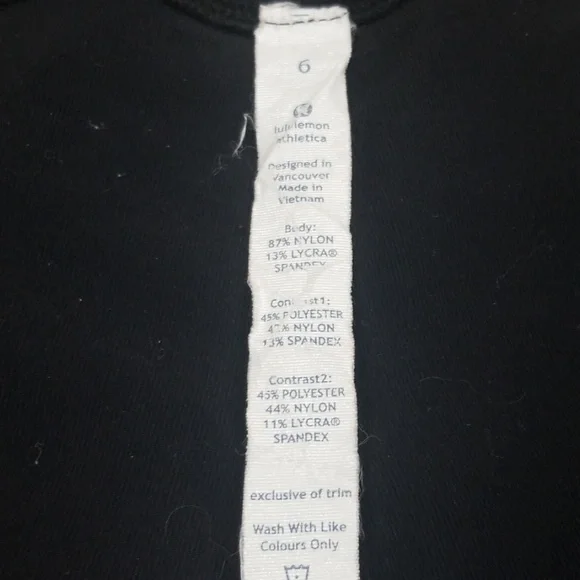 6
lululemon
athletica
Designed in
Vancouver
Made in
Vietnam
Body:
87% NYLON
13% LYCRA®
SPANDEX
Contrast1:
45% POLYESTER
NYLON
13% SPANDEX
Contrast2:
45% POLYESTER
44% NYLON
11% LYCRA®
SPANDEX
exclusive of trim
Wash With Like
Colours Only